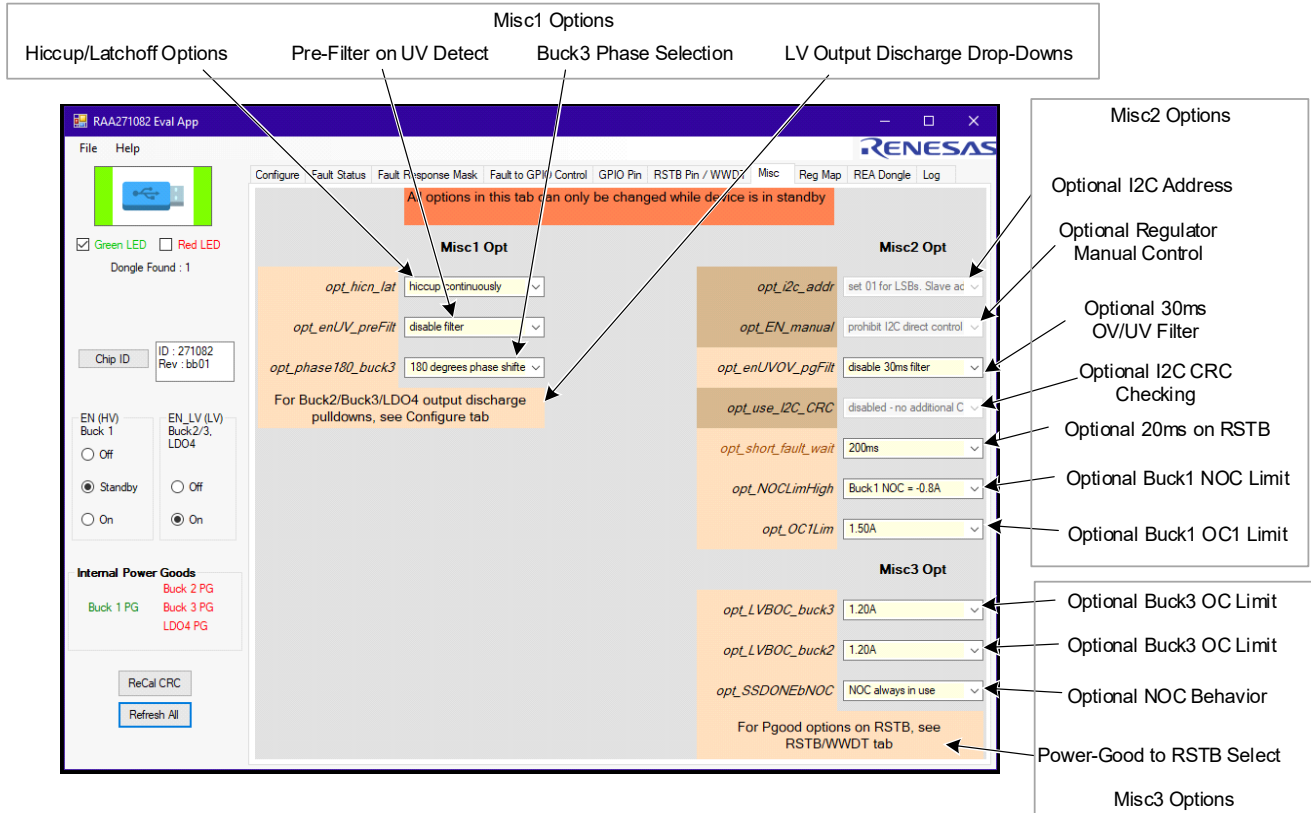 Misc1 Options
Hiccup/Latchoff Options
Pre-Filter on UV Detect
Buck3 Phase Selection
LV Output Discharge Drop-Downs
RAA271082 Eval App
File Help
RENESAS
Configure Fault Status Fault Response Mask Fault to GPIO Control GPIO Pin RSTB Pin / WWDT Misc Reg Map REA Dongle Log
All options in this tab can only be changed while device is in standby
Green LED Red LED
Dongle Found : 1
Chip ID
ID : 271082
Rev : bb01
EN (HV)
Buck 1
Off
Standby
On
EN_LV (LV)
Buck2/3,
LDO4
Off
On
Internal Power Goods
Buck 1 PG
Buck 2 PG
Buck 3 PG
LDO4 PG
ReCal CRC
Refresh All
Misc1 Opt
opt_hicn_lat hiccup continuously
opt_enUV_preFilt disable filter
opt_phase180_buck3 180 degrees phase shifte
For Buck2/Buck3/LDO4 output discharge
pulldowns, see Configure tab
Misc2 Opt
opt_i2c_addr set 01 for LSBs. Slave ac
opt_EN_manual prohibit I2C direct control
opt_enUVOV_pgFilt disable 30ms filter
opt_use_I2C_CRC disabled - no additional C
opt_short_fault_wait 200ms
opt_NOCLimHigh Buck1 NOC = -0.8A
opt_OC1Lim 1.50A
Misc3 Opt
opt_LVBOC_buck3 1.20A
opt_LVBOC_buck2 1.20A
opt_SSDONEbNOC NOC always in use
For Pgood options on RSTB, see
RSTB/WWDT tab
Misc2 Options
Optional I2C Address
Optional Regulator
Manual Control
Optional 30ms
OV/UV Filter
Optional I2C CRC
Checking
Optional 20ms on RSTB
Optional Buck1 NOC Limit
Optional Buck1 OC1 Limit
Optional Buck3 OC Limit
Optional Buck3 OC Limit
Optional NOC Behavior
Power-Good to RSTB Select
Misc3 Options